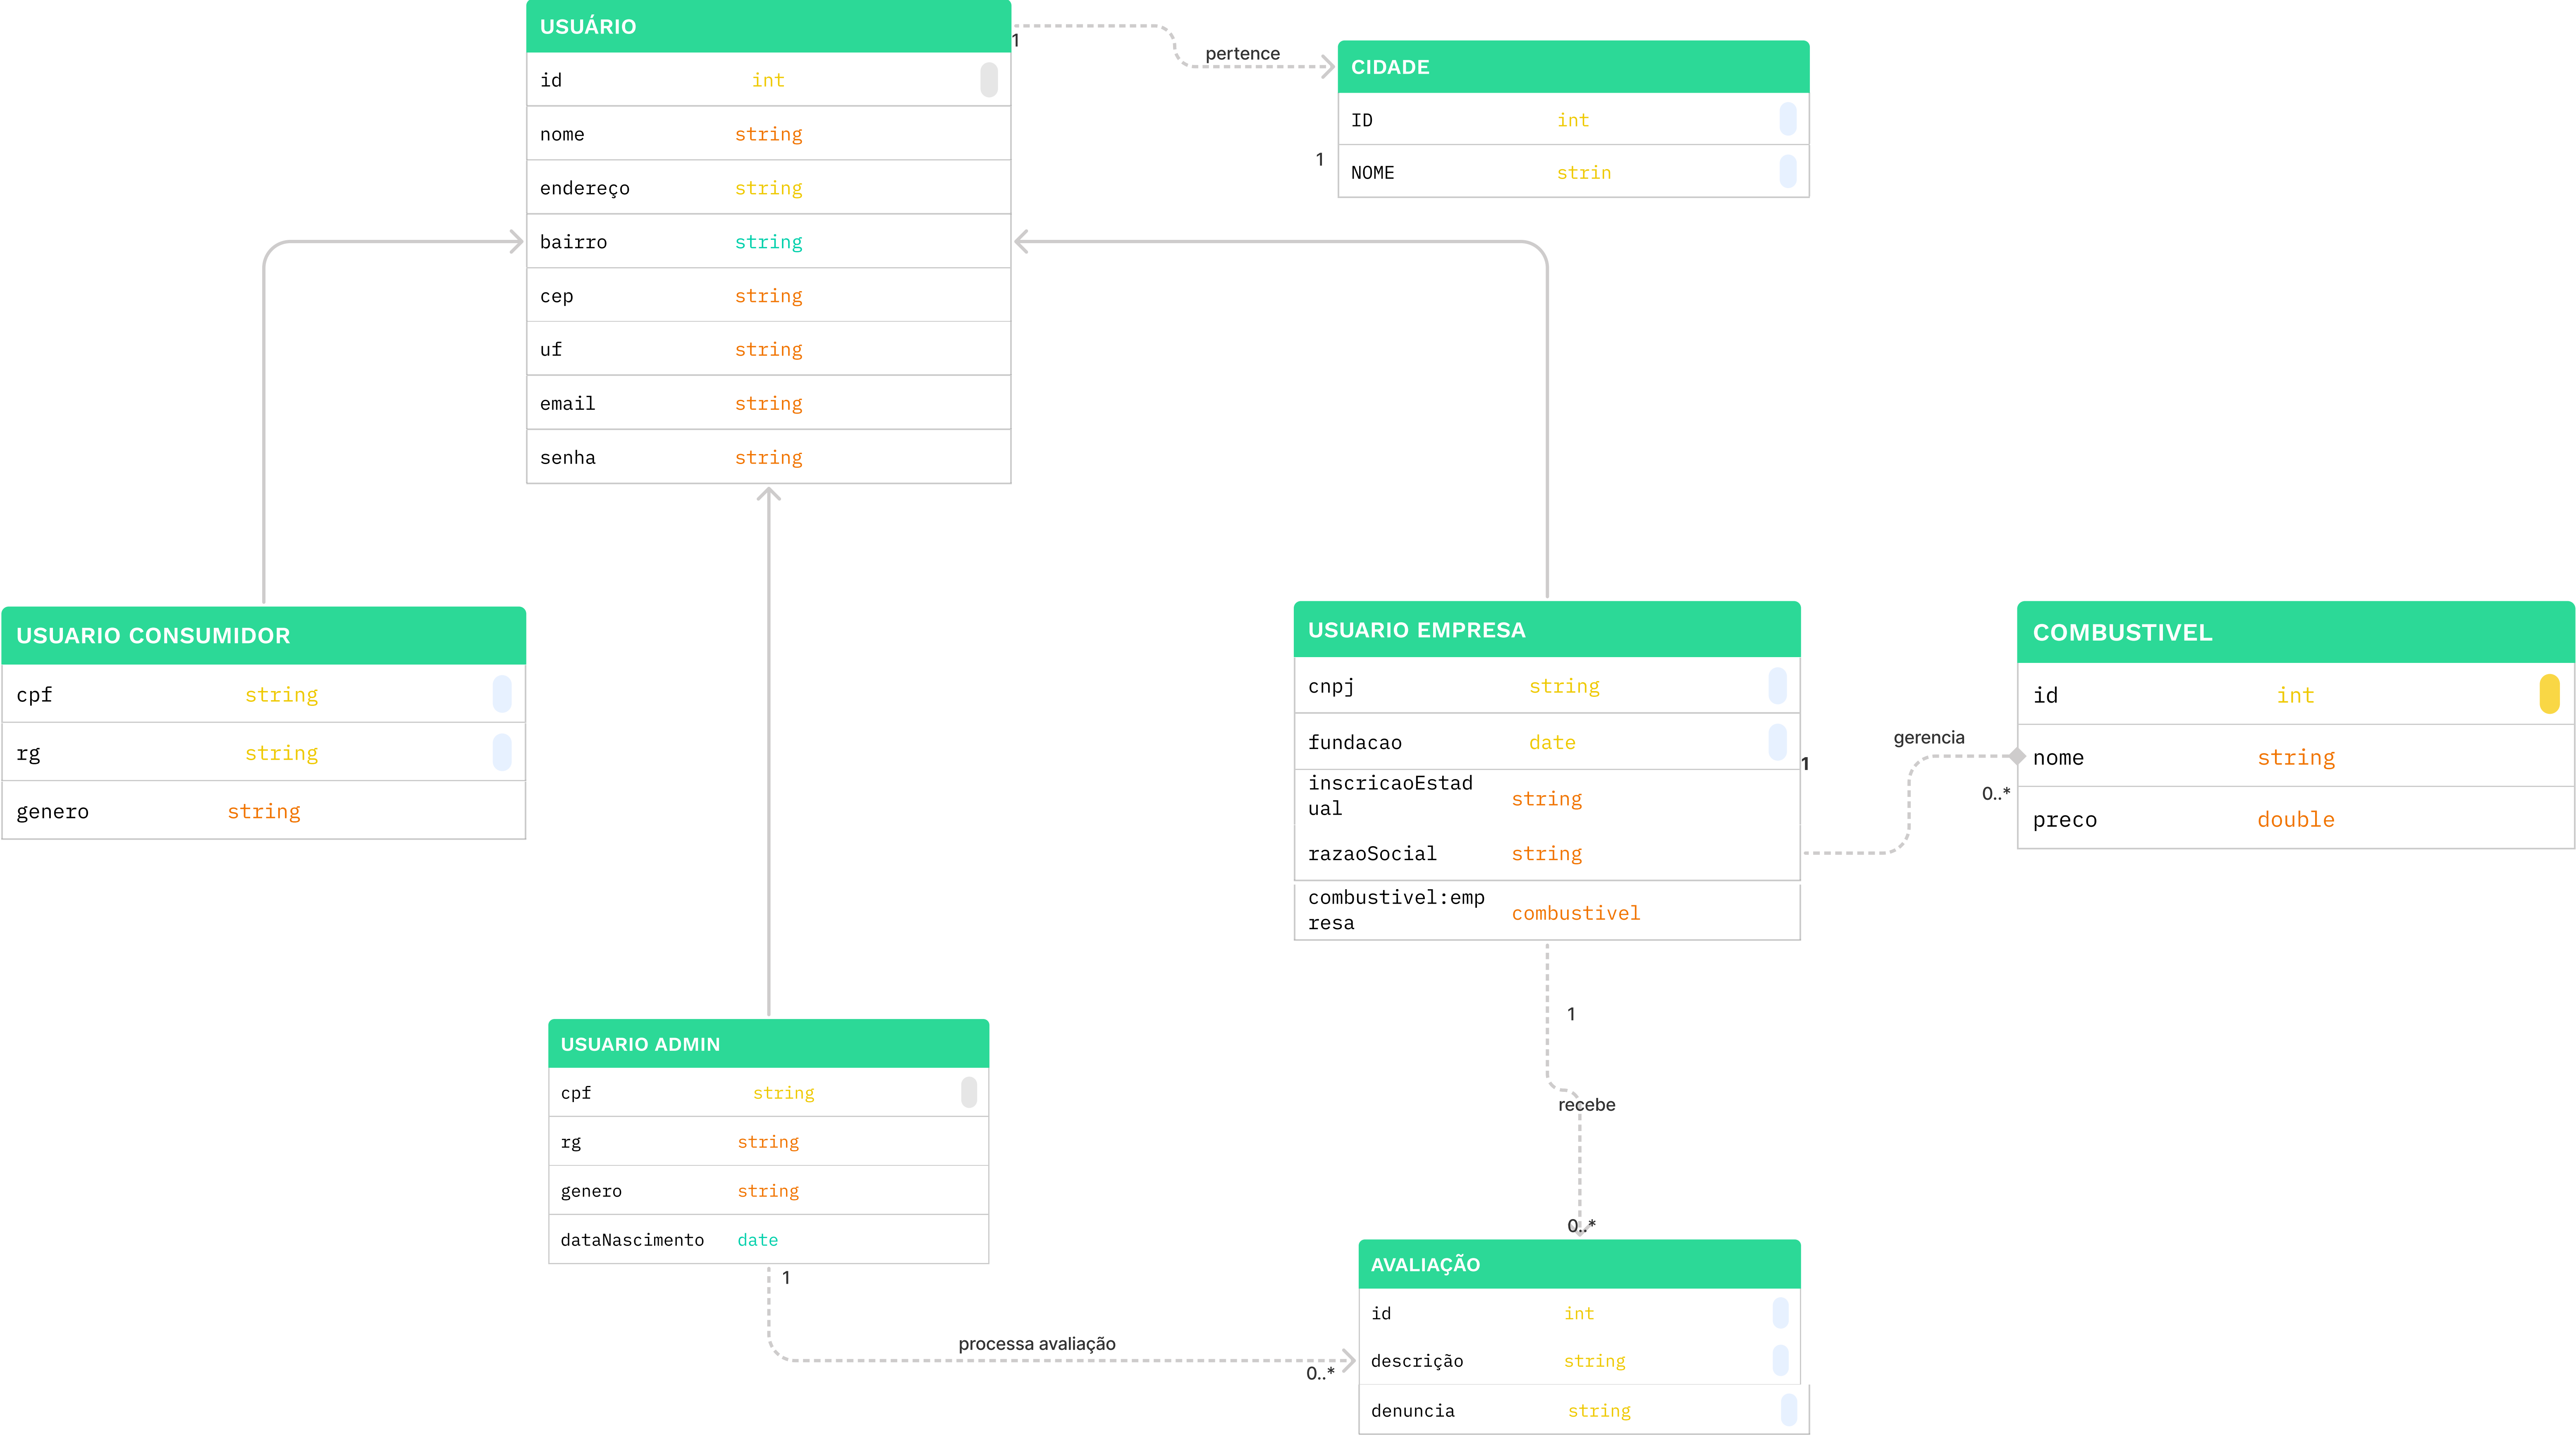 USUÁRIO
id int
nome string
endereço string
bairro string
cep string
uf string
email string
senha string
1
pertence
1
CIDADE
ID int
NOME strin
USUARIO CONSUMIDOR
cpf string
rg string
genero string
USUARIO EMPRESA
cnpj string
fundacao date
inscricaoEstad
ual string
razaoSocial string
combustivel:emp
resa combustivel
1
gerencia
0..*
COMBUSTIVEL
id int
nome string
preco double
USUARIO ADMIN
cpf string
rg string
genero string
dataNascimento date
1
processa avaliação
0..*
1
recebe
0..*
AVALIAÇÃO
id int
descrição string
denuncia string